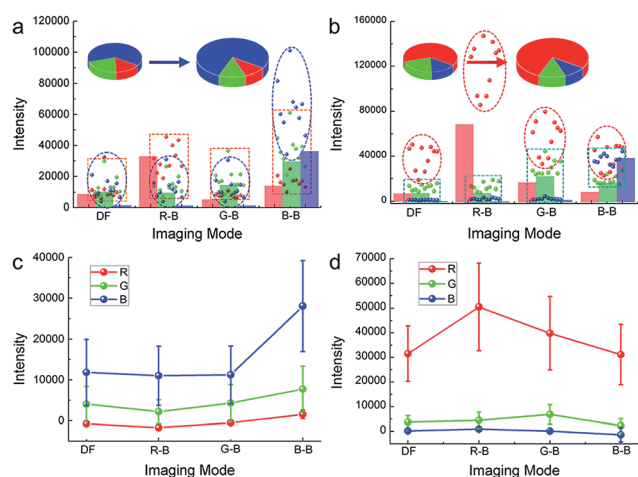 a
120000
100000
80000
60000
40000
20000
0
Intensity
DF R-B G-B B-B
Imaging Mode
b
160000
120000
80000
40000
0
Intensity
DF R-B G-B B-B
Imaging Mode
c
40000
30000
20000
10000
0
Intensity
R
G
B
DF R-B G-B B-B
Imaging Mode
d
70000
60000
50000
40000
30000
20000
10000
0
Intensity
R
G
B
DF R-B G-B B-B
Imaging Mode